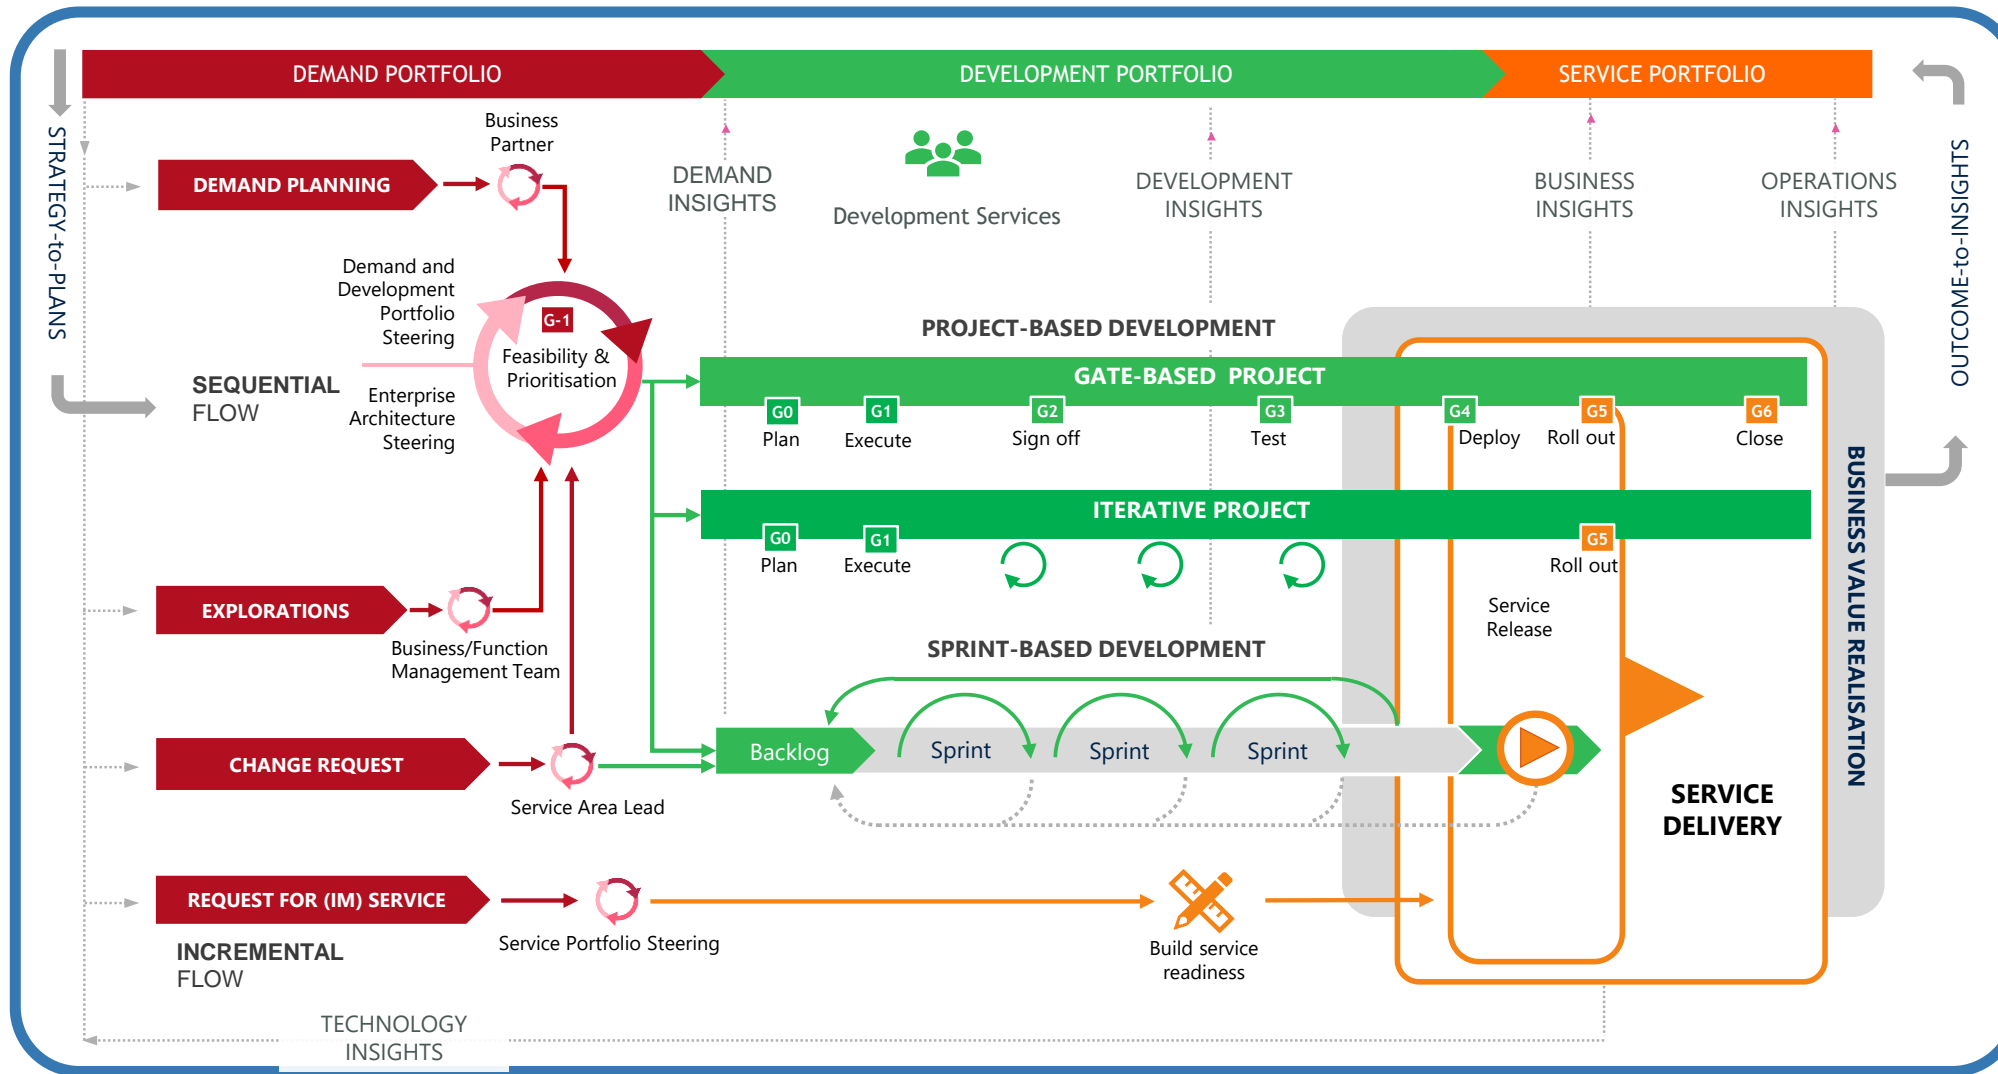 DEMAND PORTFOLIO
DEVELOPMENT PORTFOLIO
SERVICE PORTFOLIO
STRATEGY-to-PLANS
Business
Partner
DEMAND PLANNING
DEMAND
INSIGHTS
Development Services
DEVELOPMENT
INSIGHTS
BUSINESS
INSIGHTS
OPERATIONS
INSIGHTS
OUTCOME-to-INSIGHTS
Demand and
Development
Portfolio
Steering
G-1
Feasibility &
Prioritisation
SEQUENTIAL
FLOW
Enterprise
Architecture
Steering
PROJECT-BASED DEVELOPMENT
GATE-BASED PROJECT
G0
Plan
G1
Execute
G2
Sign off
G3
Test
G4
Deploy
G5
Roll out
G6
Close
ITERATIVE PROJECT
G0
Plan
G1
Execute
G5
Roll out
BUSINESS VALUE REALISATION
EXPLORATIONS
Business/Function
Management Team
Service
Release
SPRINT-BASED DEVELOPMENT
CHANGE REQUEST
Service Area Lead
Backlog
Sprint
Sprint
Sprint
SERVICE
DELIVERY
REQUEST FOR (IM) SERVICE
Service Portfolio Steering
Build service
readiness
INCREMENTAL
FLOW
TECHNOLOGY
INSIGHTS